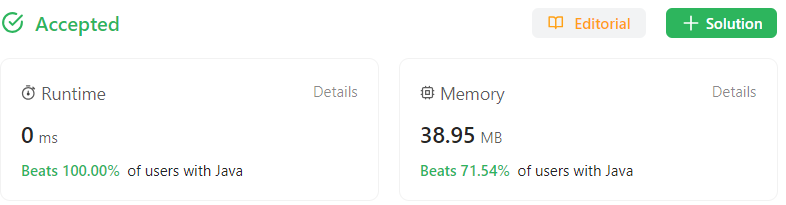 Accepted
Editorial
+ Solution
Runtime
Details
0 ms
Beats 100.00% of users with Java
Memory
Details
38.95 MB
Beats 71.54% of users with Java